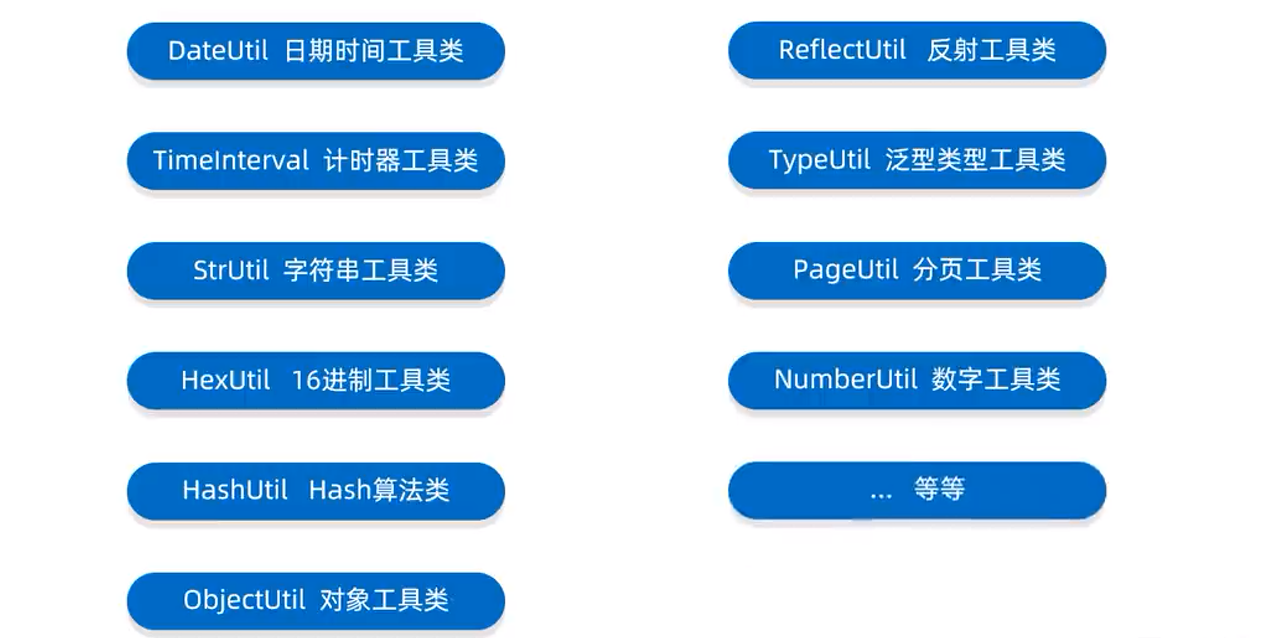 DateUtil 日期时间工具类
TimeInterval 计时器工具类
StrUtil 字符串工具类
HexUtil 16进制工具类
HashUtil Hash算法类
ObjectUtil 对象工具类
ReflectUtil 反射工具类
TypeUtil 泛型类型工具类
PageUtil 分页工具类
NumberUtil 数字工具类
... 等等